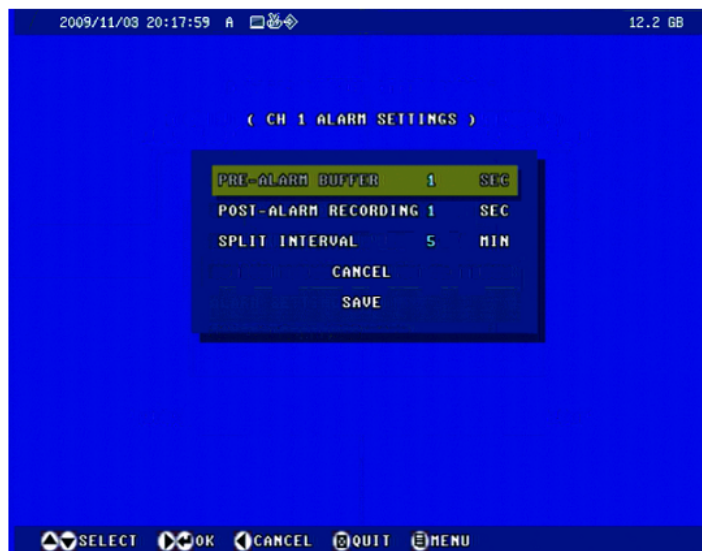 2009/11/03 20:17:59 A 12.2 GB
( CH 1 ALARM SETTINGS )
PRE-ALARM BUFFER 1 SEC
POST-ALARM RECORDING 1 SEC
SPLIT INTERVAL 5 MIN
CANCEL
SAVE
SELECT OK CANCEL QUIT MENU